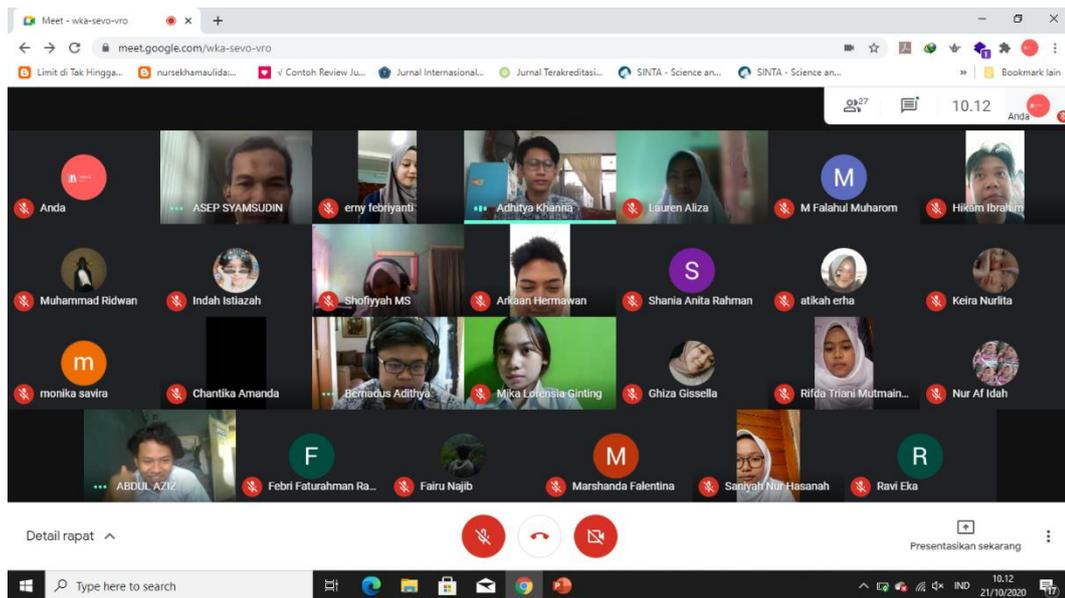 Meet - wka-sevo-vro
meet.google.com/wka-sevo-vro
Limit di Tak Hingga... nursekhamaulida:... √ Contoh Review Ju... Jurnal Internasional... Jurnal Terakreditasi... SINTA - Science an... SINTA - Science an... » Bookmark lain
27 10.12 Anda
Anda ASEP SYAMSUDIN erny febriyanti Adhitya Khanna Lauren Aliza M M Falahul Muharom Hikam Ibrahim
Muhammad Ridwan Indah Istiazah Shofiyyah MS Arkaan Hermawan S Shania Anita Rahman atikah erha Keira Nurlita
m monika savira Chantika Amanda Bernadus Adithya Mika Lorensia Ginting Ghiza Gissella Rifda Triani Mutmain... Nur Af Idah
ABDUL AZIZ F Febri Faturahman Ra... Fairu Najib M Marshanda Falentina Saniyah Nur Hasanah R Ravi Eka
Detail rapat
Presentasikan sekarang
Type here to search
IND 10.12
21/10/2020
17